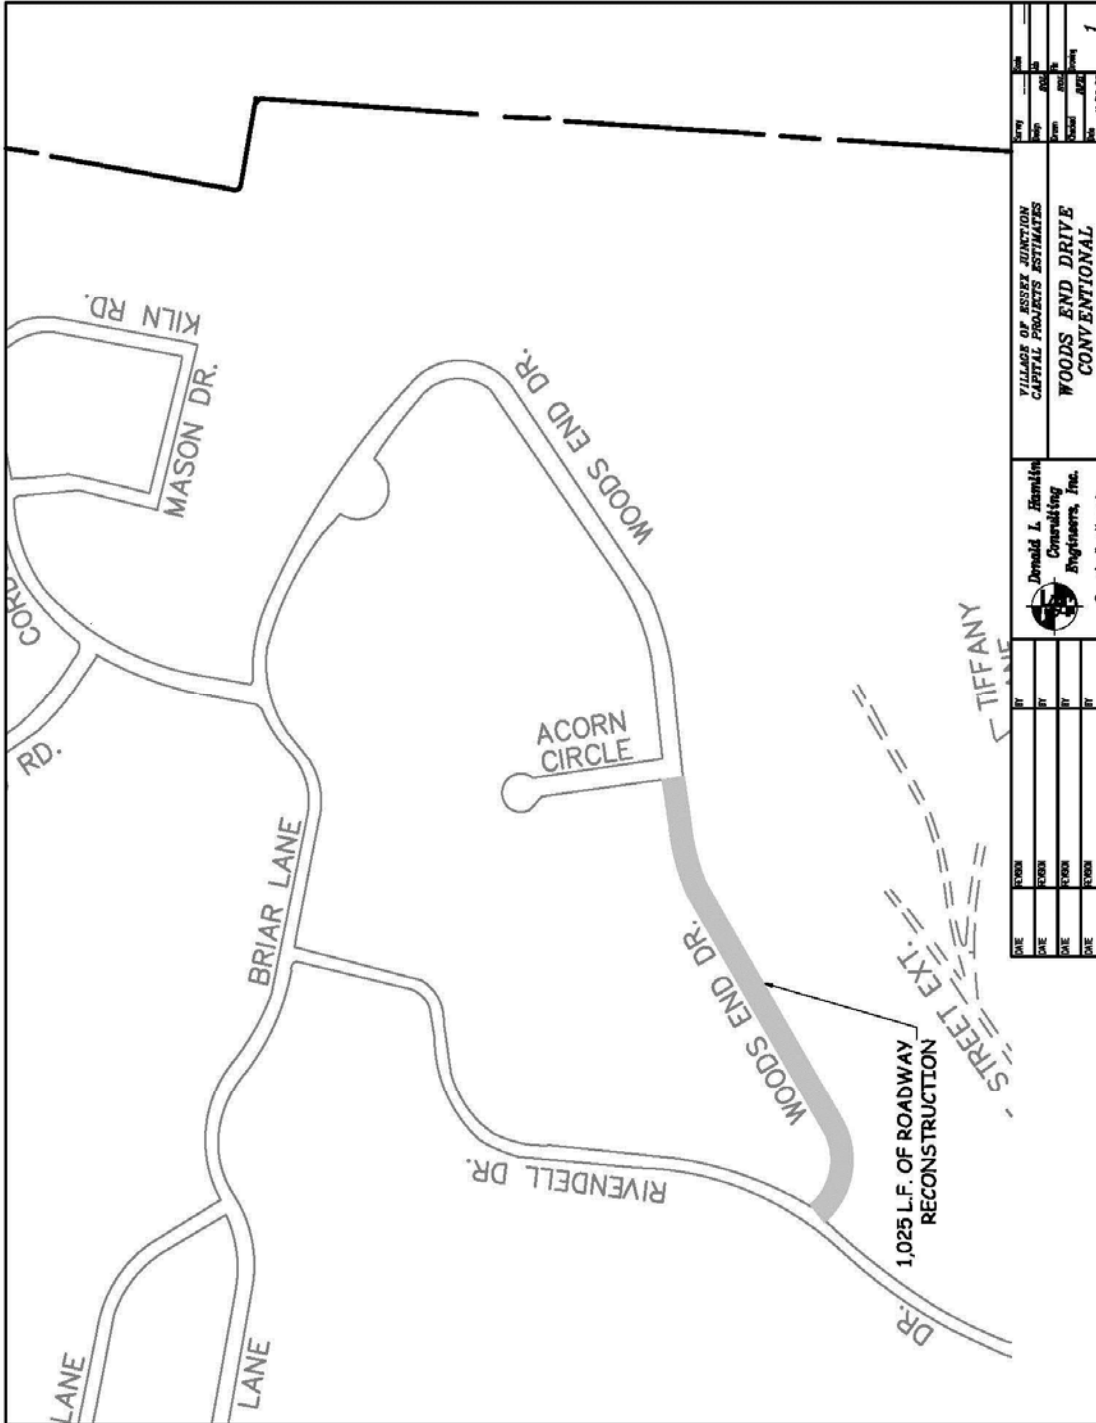 KILN RD.
MASON DR.
CORD
RD.
WOODS END DR.
BRIAR LANE
ACORN
CIRCLE
WOODS END DR.
RIVENDELL DR.
DR.
LANE
LANE
TIFFANY
STREET EXT.
1,025 L.F. OF ROADWAY
RECONSTRUCTION
DATE REVISION BY
DATE REVISION BY
DATE REVISION BY
DATE REVISION BY
Donald L. Hamlin
Consulting
Engineers, Inc.
VILLAGE OF ESSEX JUNCTION
CAPITAL PROJECTS ESTIMATES
WOODS END DRIVE
CONVENTIONAL
Survey
Design
Drawn
Checked
Date
Scale
Job
File
Drawing
1